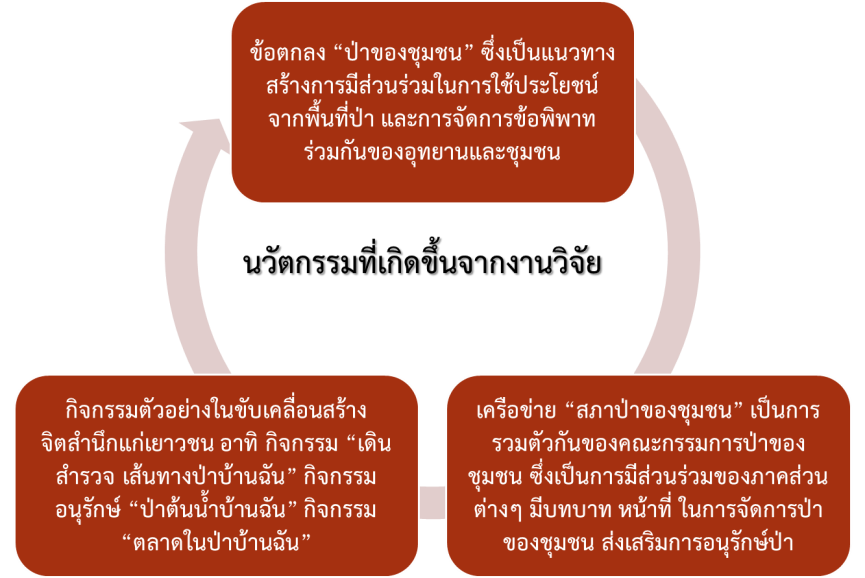 ข้อตกลง “ป่าของชุมชน” ซึ่งเป็นแนวทาง
สร้างการมีส่วนร่วมในการใช้ประโยชน์
จากพื้นที่ป่า และการจัดการข้อพิพาท
ร่วมกันของอุทยานและชุมชน
นวัตกรรมที่เกิดขึ้นจากงานวิจัย
กิจกรรมตัวอย่างในขับเคลื่อนสร้าง
จิตสำนึกแก่เยาวชน อาทิ กิจกรรม “เดิน
สำรวจ เส้นทางป่าบ้านฉัน” กิจกรรม
อนุรักษ์ “ป่าต้นน้ำบ้านฉัน” กิจกรรม
“ตลาดในป่าบ้านฉัน”
เครือข่าย “สภาป่าของชุมชน” เป็นการ
รวมตัวกันของคณะกรรมการป่าของ
ชุมชน ซึ่งเป็นการมีส่วนร่วมของภาคส่วน
ต่างๆ มีบทบาท หน้าที่ ในการจัดการป่า
ของชุมชน ส่งเสริมการอนุรักษ์ป่า